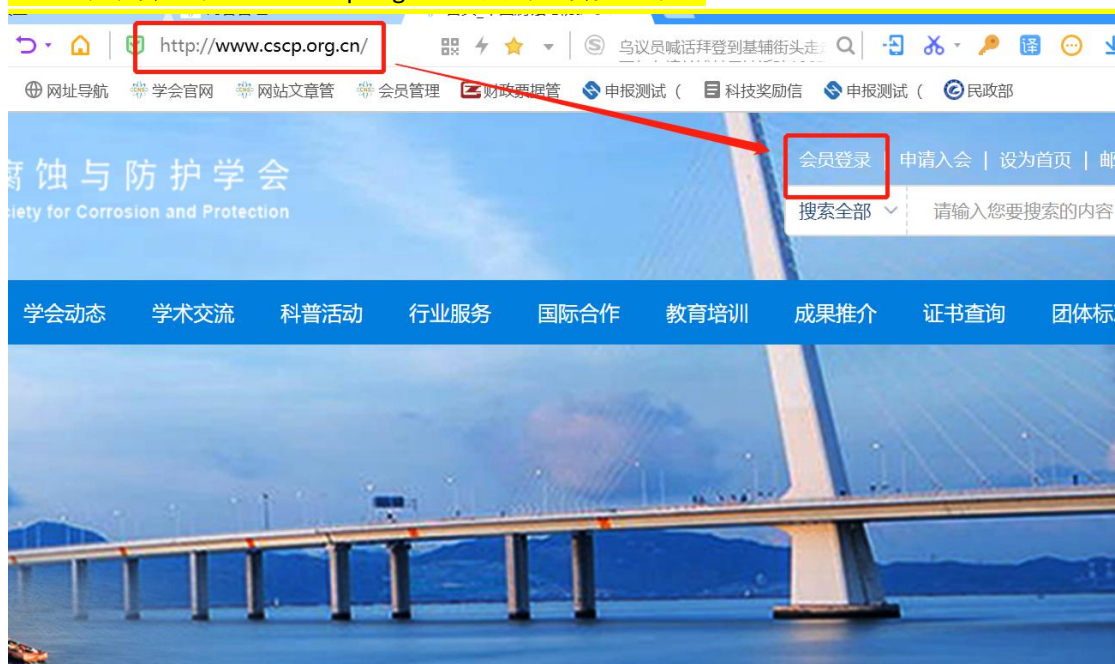 http://www.cscp.org.cn/
乌议员喊话拜登到基辅街头走
译
网址导航 学会官网 网站文章管 会员管理 财政票据管 申报测试 ( 科技奖励信 申报测试 ( 民政部
腐蚀与防护学会
iety for Corrosion and Protection
会员登录 | 申请入会 | 设为首页 | 邮
搜索全部 请输入您要搜索的内容
学会动态 学术交流 科普活动 行业服务 国际合作 教育培训 成果推介 证书查询 团体标